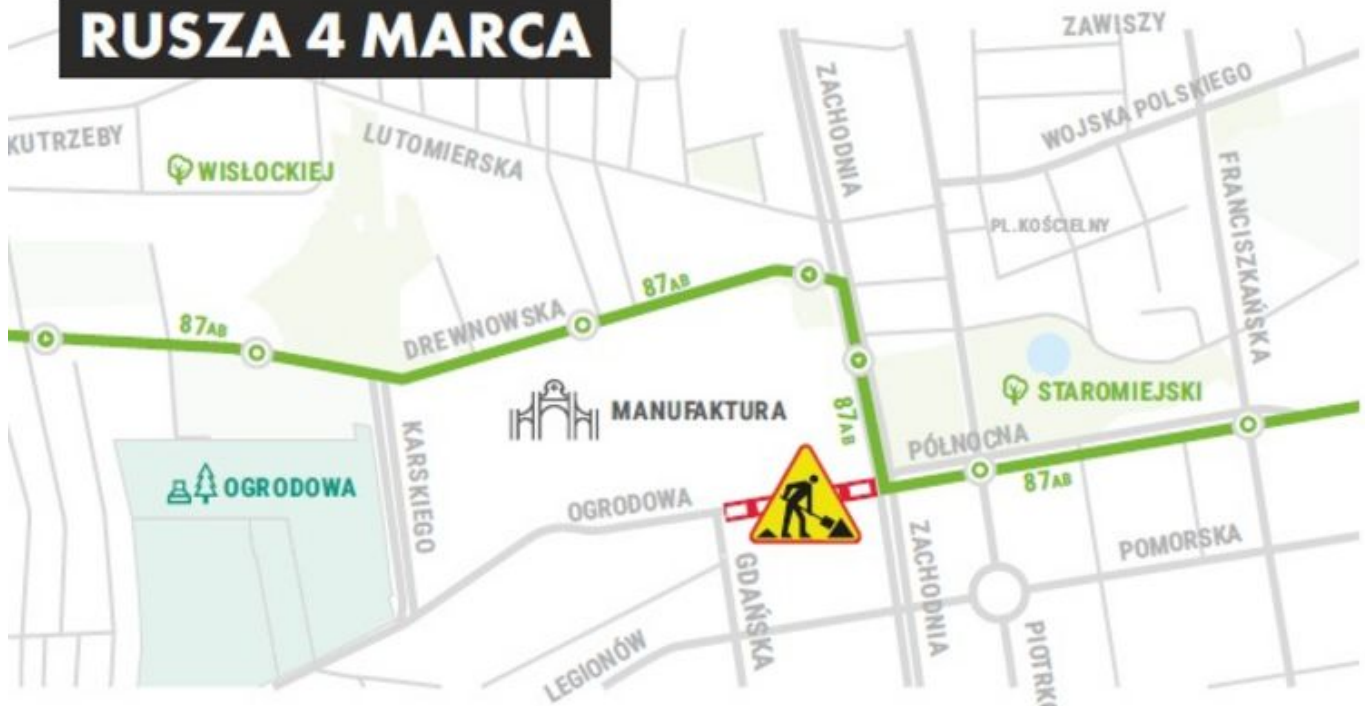 RUSZA 4 MARCA
ZAWISZY
ZACHODNIA
WOJSKA POLSKIEGO
KUTRZEBY
LUTOMIERSKA
WISŁOCKIEJ
FRANCISZKAŃSKA
PL.KOŚCIELNY
87AB
87AB
DREWNOWSKA
MANUFAKTURA
87AB
STAROMIEJSKI
KARSKIEGO
PÓŁNOCNA
87AB
OGRODOWA
OGRODOWA
ZACHODNIA
POMORSKA
GDAŃSKA
LEGIONÓW
PIOTRKO